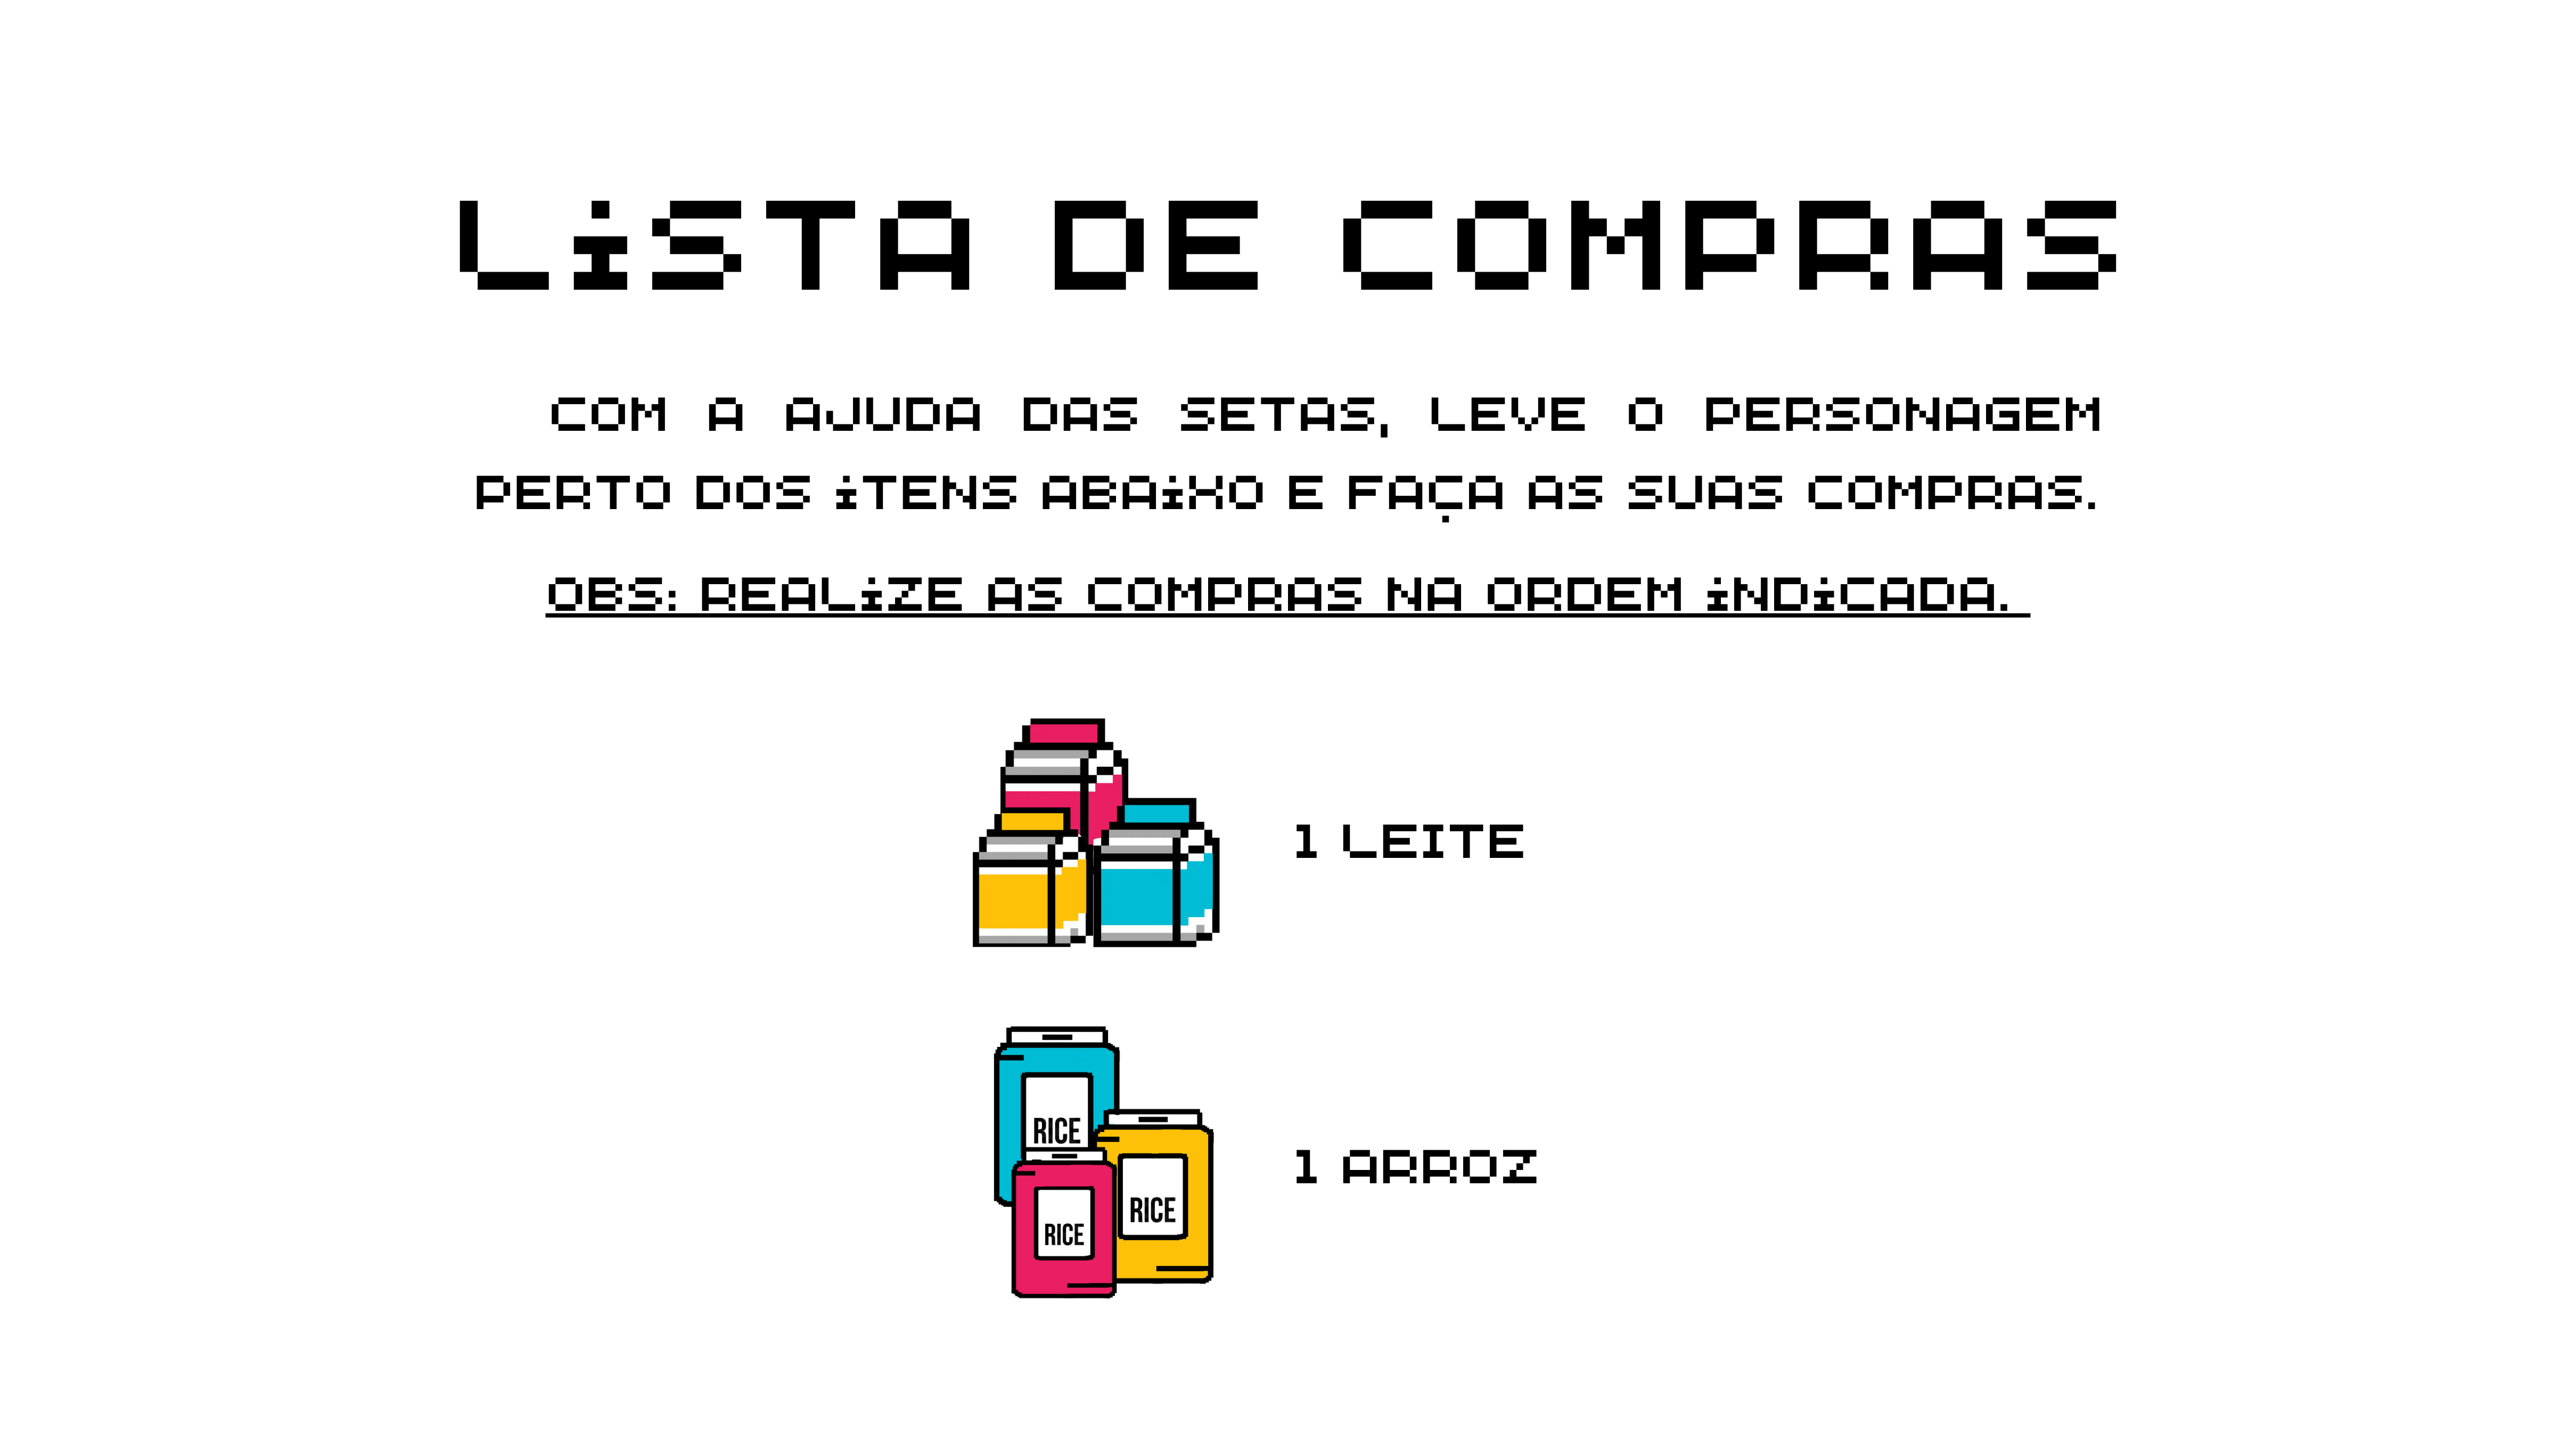 LISTA DE COMPRAS
COM A AJUDA DAS SETAS, LEVE O PERSONAGEM
PERTO DOS ITENS ABAIXO E FAÇA AS SUAS COMPRAS.
OBS: REALIZE AS COMPRAS NA ORDEM INDICADA.
1 LEITE
RICE
RICE
RICE
1 ARROZ